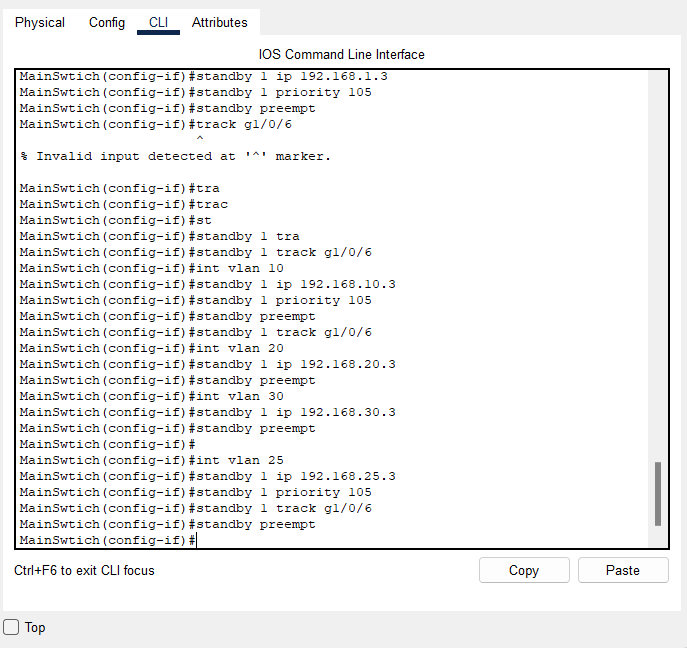 Physical Config CLI Attributes
IOS Command Line Interface
MainSwtich(config-if)#standby 1 ip 192.168.1.3
MainSwtich(config-if)#standby 1 priority 105
MainSwtich(config-if)#standby preempt
MainSwtich(config-if)#track g1/0/6
^
% Invalid input detected at '^' marker.
MainSwtich(config-if)#tra
MainSwtich(config-if)#trac
MainSwtich(config-if)#st
MainSwtich(config-if)#standby 1 tra
MainSwtich(config-if)#standby 1 track g1/0/6
MainSwtich(config-if)#int vlan 10
MainSwtich(config-if)#standby 1 ip 192.168.10.3
MainSwtich(config-if)#standby 1 priority 105
MainSwtich(config-if)#standby preempt
MainSwtich(config-if)#standby 1 track g1/0/6
MainSwtich(config-if)#int vlan 20
MainSwtich(config-if)#standby 1 ip 192.168.20.3
MainSwtich(config-if)#standby preempt
MainSwtich(config-if)#int vlan 30
MainSwtich(config-if)#standby 1 ip 192.168.30.3
MainSwtich(config-if)#standby preempt
MainSwtich(config-if)#
MainSwtich(config-if)#int vlan 25
MainSwtich(config-if)#standby 1 ip 192.168.25.3
MainSwtich(config-if)#standby 1 priority 105
MainSwtich(config-if)#standby 1 track g1/0/6
MainSwtich(config-if)#standby preempt
MainSwtich(config-if)#
Ctrl+F6 to exit CLI focus
Copy Paste
Top